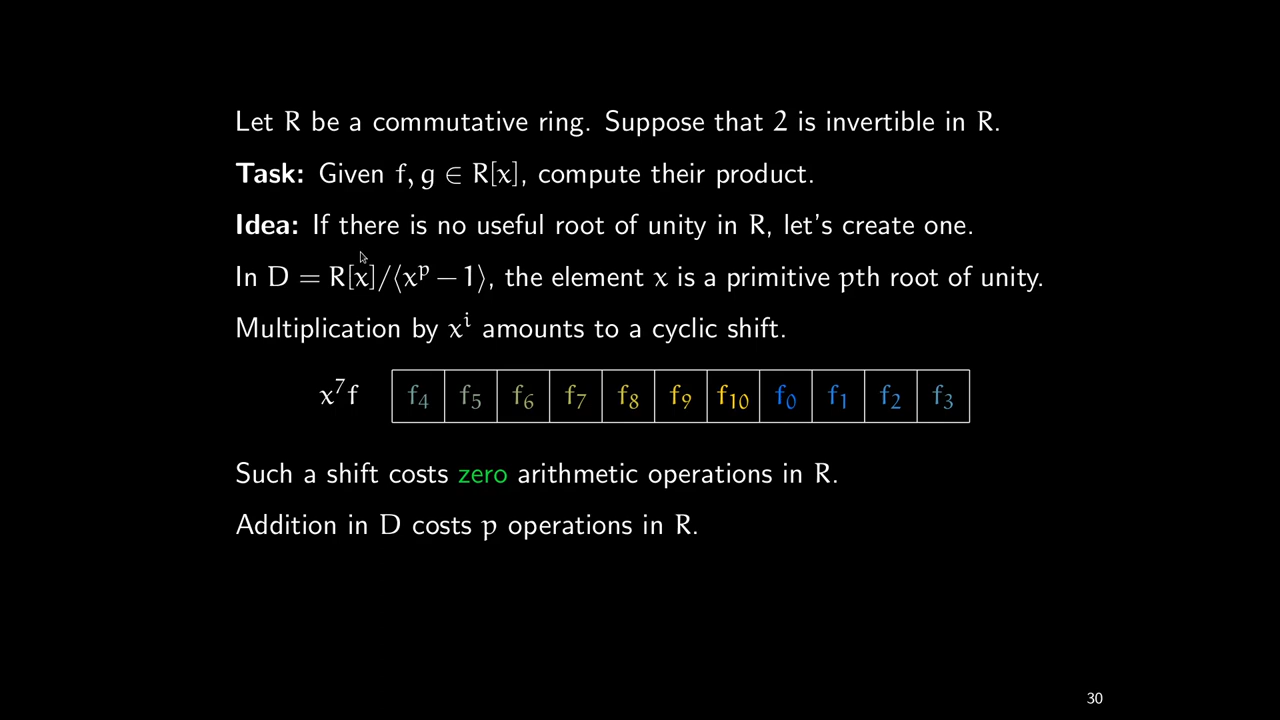 Let R be a commutative ring. Suppose that 2 is invertible in R.
Task: Given f, g ∈ R[x], compute their product.
Idea: If there is no useful root of unity in R, let's create one.
In D = R[x]/⟨xᵖ − 1⟩, the element x is a primitive pth root of unity.
Multiplication by xⁱ amounts to a cyclic shift.
x⁷f f₄ f₅ f₆ f₇ f₈ f₉ f₁₀ f₀ f₁ f₂ f₃
Such a shift costs zero arithmetic operations in R.
Addition in D costs p operations in R.
30